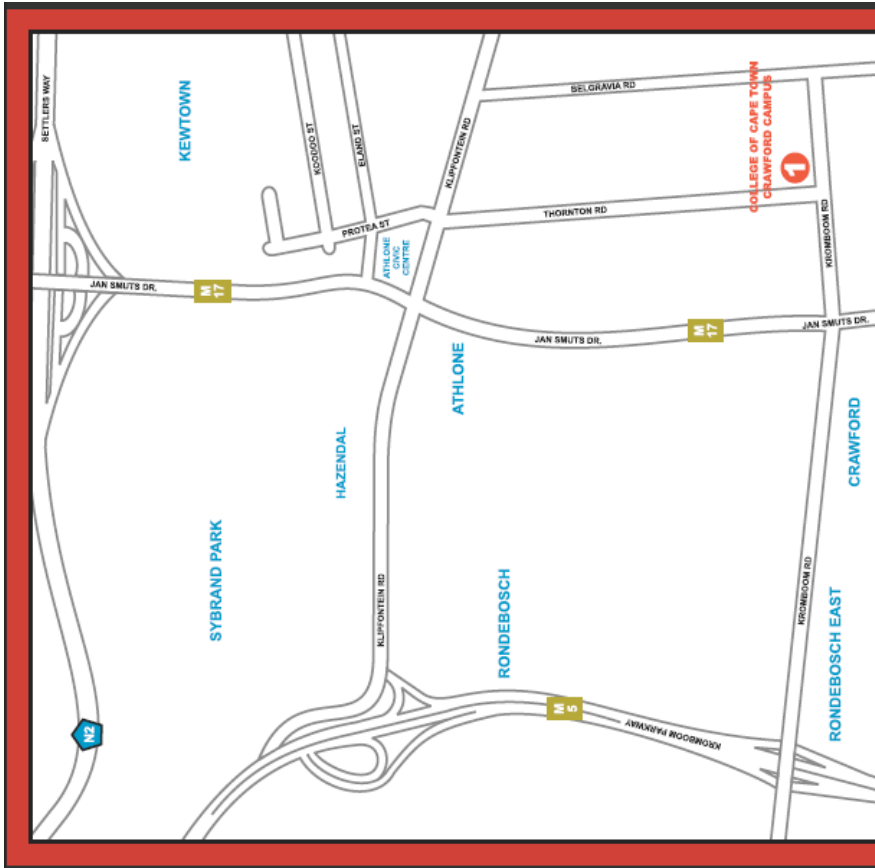 SETTLERS WAY
KEWTOWN
KOODOO ST
ELAND ST
KLIPFONTEIN RD
BELGRAVIA RD
COLLEGE OF CAPE TOWN
CRAWFORD CAMPUS
1
PROTEA ST
THORNTON RD
KROMBOOM RD
ATHLONE
CIVIC
CENTRE
JAN SMUTS DR.
M
17
JAN SMUTS DR.
M
17
JAN SMUTS DR.
ATHLONE
HAZENDAL
CRAWFORD
SYBRAND PARK
KLIPFONTEIN RD
RONDEBOSCH
KROMBOOM RD
RONDEBOSCH EAST
N2
M
5
KROMBOOM PARKWAY